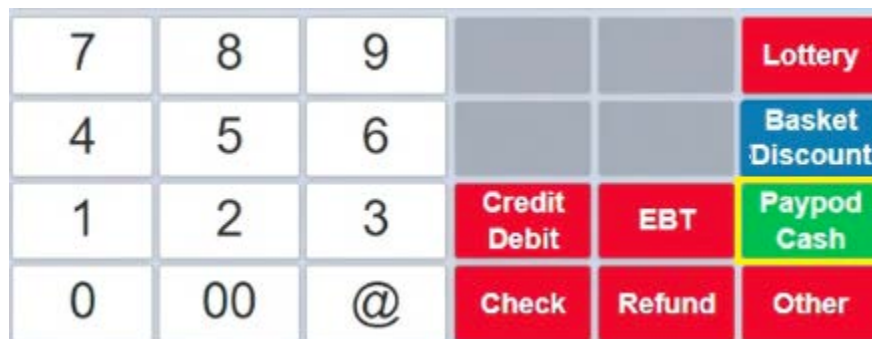 7 8 9 Lottery
4 5 6 Basket Discount
1 2 3 Credit Debit EBT Paypod Cash
0 00 @ Check Refund Other